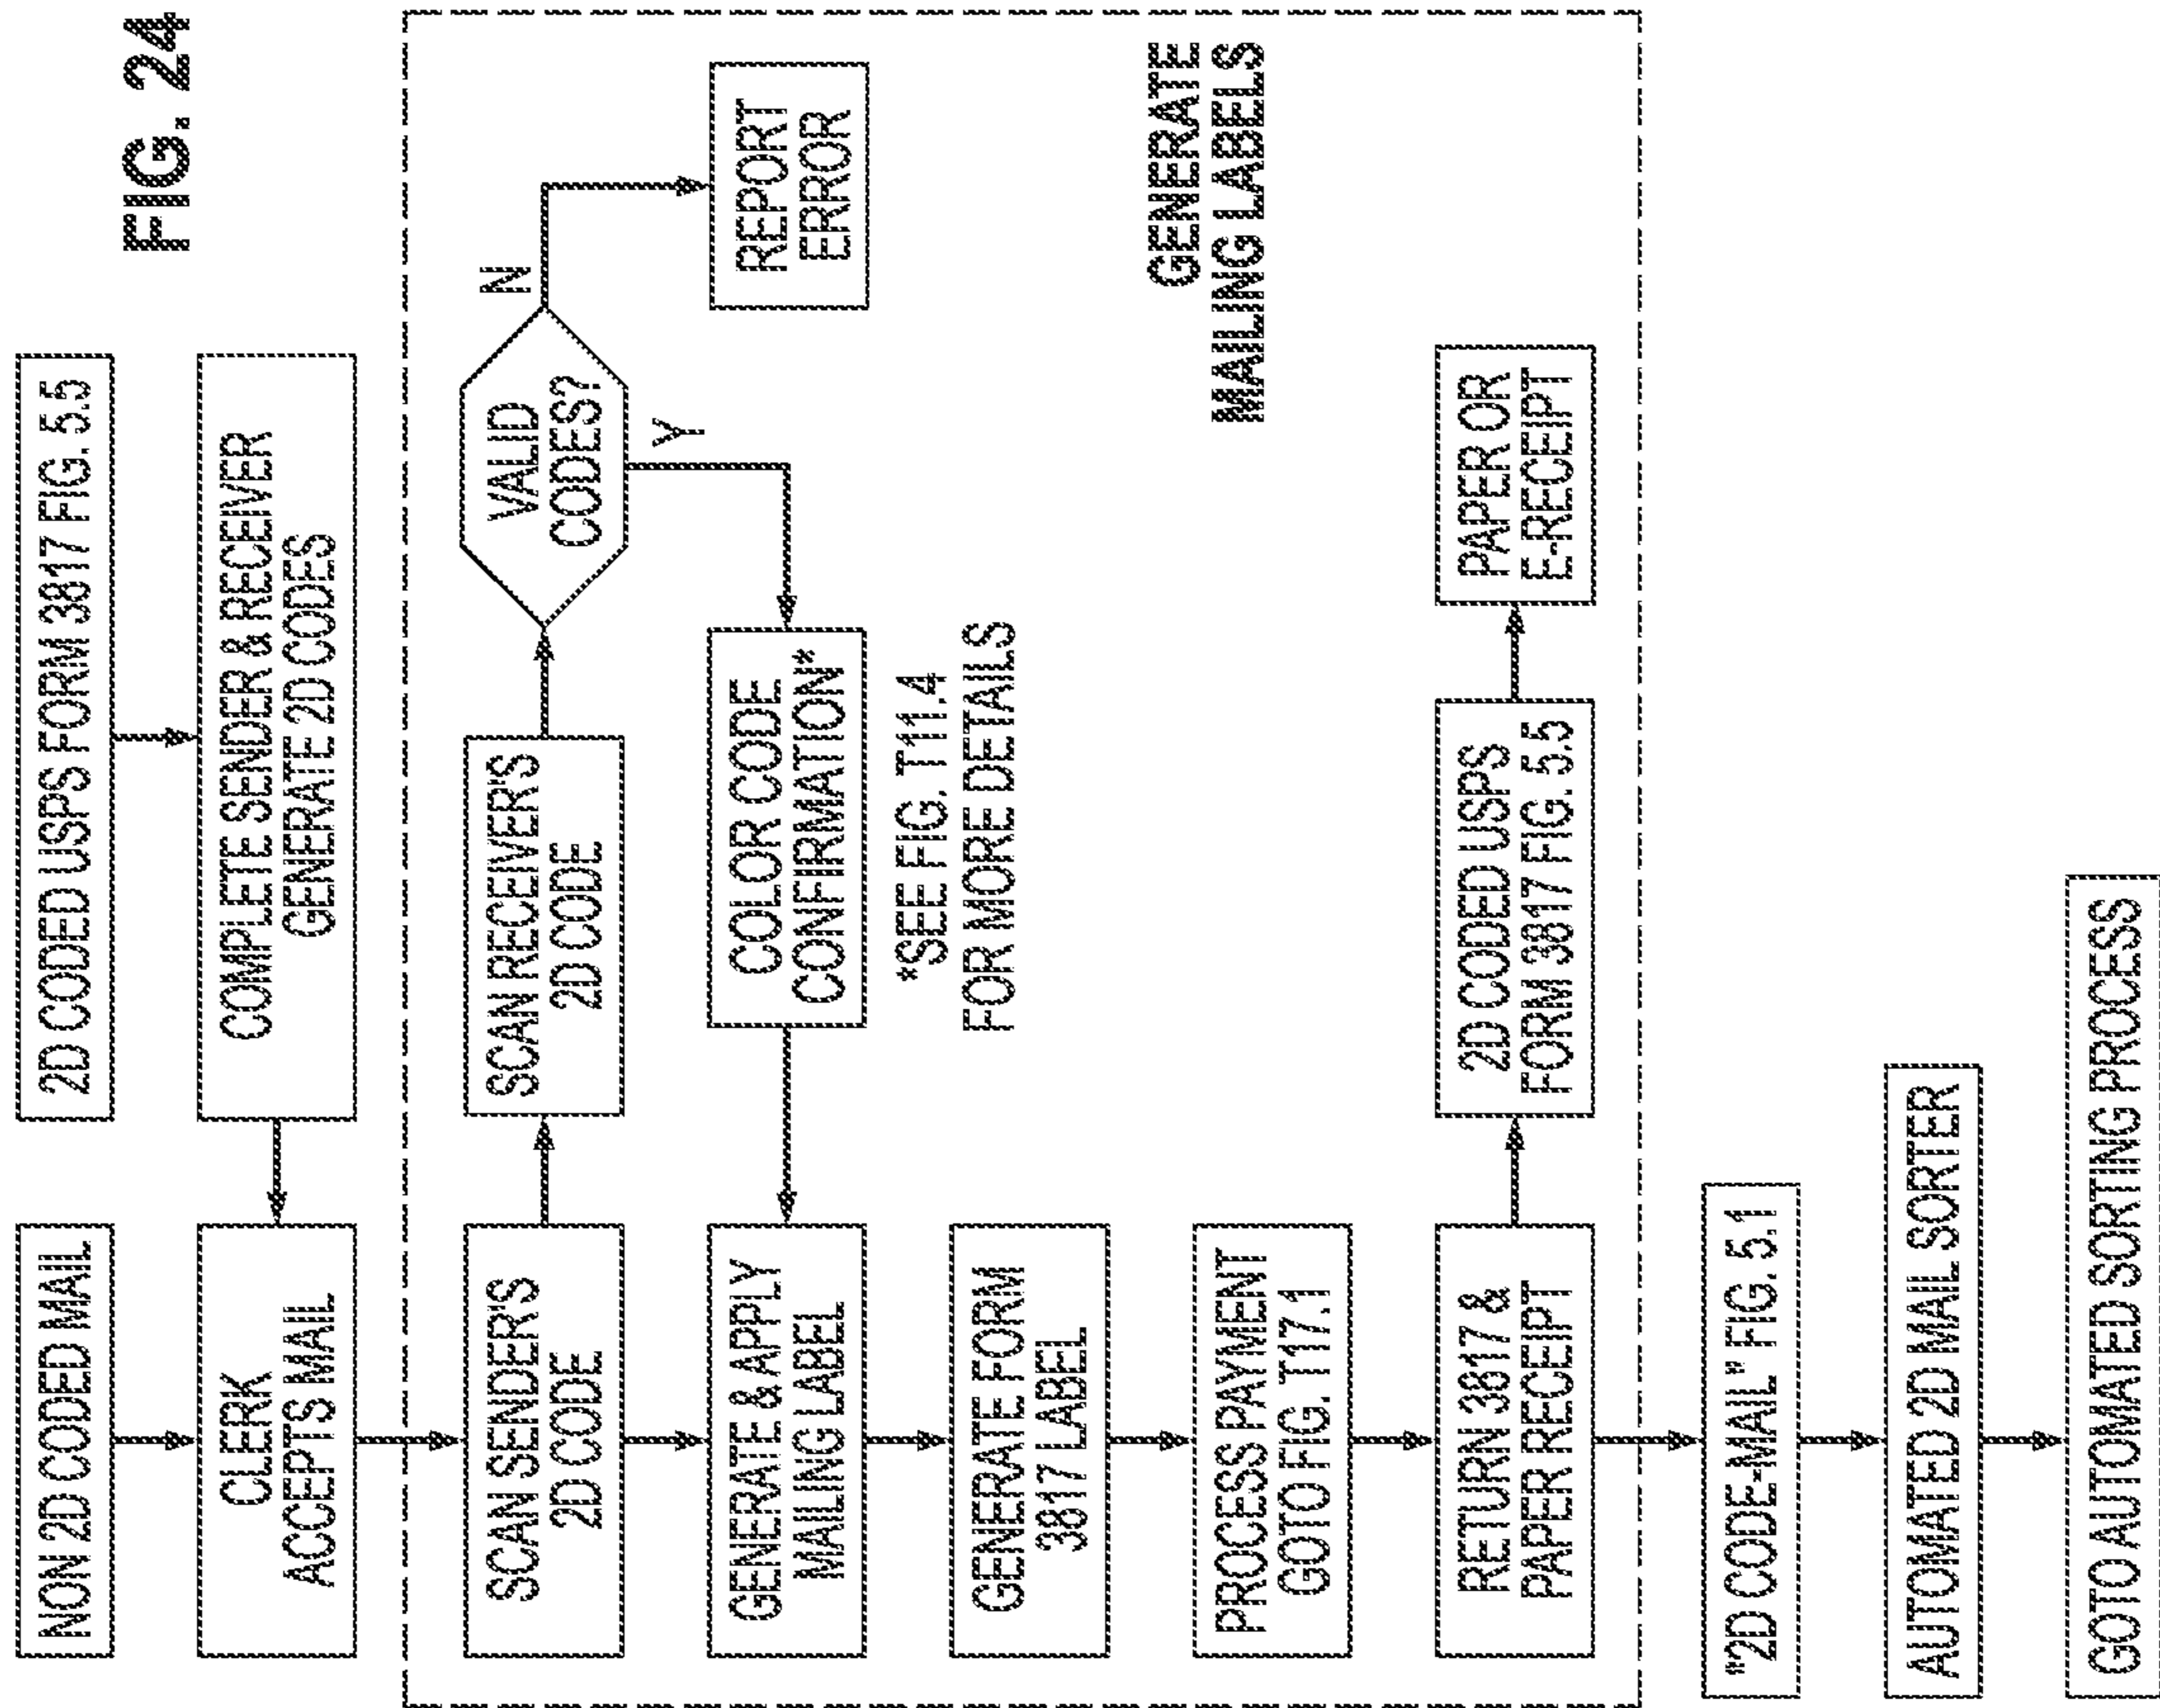 FIG. 24
NON 2D CODED MAIL
2D CODED USPS FORM 3817 FIG. 5.5
CLERK
ACCEPTS MAIL
COMPLETE SENDER & RECEIVER
GENERATE 2D CODES
SCAN SENDER'S
2D CODE
SCAN RECEIVER'S
2D CODE
VALID
CODES?
N
Y
GENERATE & APPLY
MAILING LABEL
COLOR CODE
CONFIRMATION*
REPORT
ERROR
*SEE FIG. T11.4
FOR MORE DETAILS
GENERATE FORM
3817 LABEL
GENERATE
MAILING LABELS
PROCESS PAYMENT
GOTO FIG. T17.1
RETURN 3817 &
PAPER RECEIPT
2D CODED USPS
FORM 3817 FIG. 5.5
PAPER OR
E-RECEIPT
"2D CODE-MAIL" FIG. 5.1
AUTOMATED 2D MAIL SORTER
GOTO AUTOMATED SORTING PROCESS